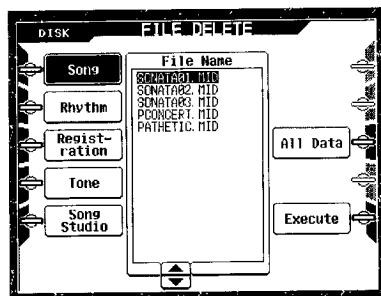 DISK
FILE DELETE
Song
Rhythm
Regist-
ration
Tone
Song
Studio
File Name
SONATA01.MID
SONATA02.MID
SONATA03.MID
PCONCERT.MID
PATHETIC.MID
All Data
Execute